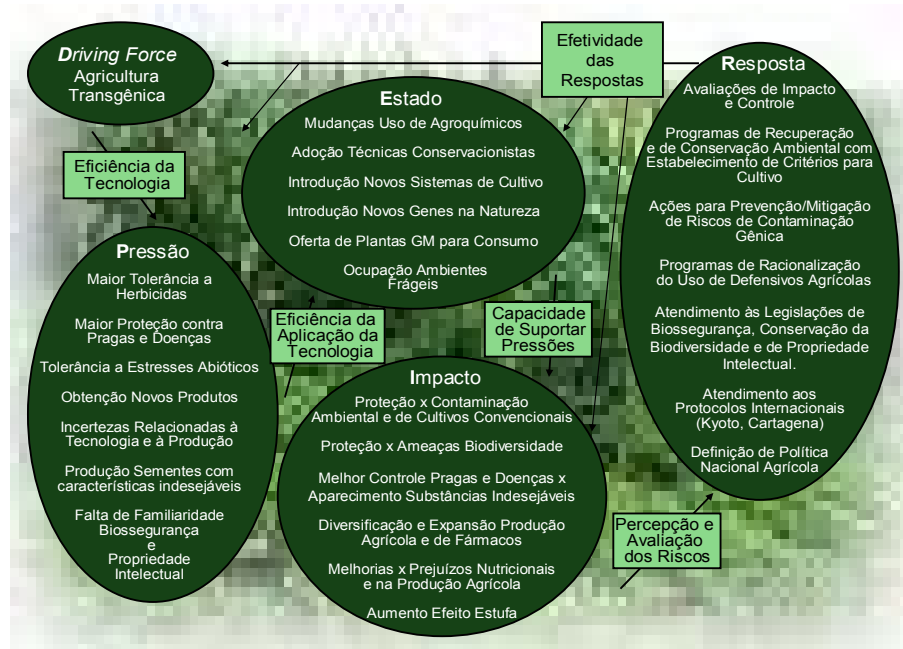 Driving Force
Agricultura
Transgênica
Eficiência da
Tecnologia
Pressão
Maior Tolerância a
Herbicidas
Maior Proteção contra
Pragas e Doenças
Tolerância a Estresses Abióticos
Obtenção Novos Produtos
Incertezas Relacionadas à
Tecnologia e à Produção
Produção Sementes com
características indesejáveis
Falta de Familiaridade
Biossegurança
e
Propriedade
Intelectual
Eficiência da
Aplicação da
Tecnologia
Estado
Mudanças Uso de Agroquímicos
Adoção Técnicas Conservacionistas
Introdução Novos Sistemas de Cultivo
Introdução Novos Genes na Natureza
Oferta de Plantas GM para Consumo
Ocupação Ambientes
Frágeis
Capacidade
de Suportar
Pressões
Impacto
Proteção x Contaminação
Ambiental e de Cultivos Convencionais
Proteção x Ameaças Biodiversidade
Melhor Controle Pragas e Doenças x
Aparecimento Substâncias Indesejáveis
Diversificação e Expansão Produção
Agrícola e de Fármacos
Melhorias x Prejuízos Nutricionais
e na Produção Agrícola
Aumento Efeito Estufa
Percepção e
Avaliação
dos Riscos
Efetividade
das
Respostas
Resposta
Avaliações de Impacto
é Controle
Programas de Recuperação
e de Conservação Ambiental com
Estabelecimento de Critérios para
Cultivo
Ações para Prevenção/Mitigação
de Riscos de Contaminação
Gênica
Programas de Racionalização
do Uso de Defensivos Agrícolas
Atendimento às Legislações de
Biossegurança, Conservação da
Biodiversidade e de Propriedade
Intelectual.
Atendimento aos
Protocolos Internacionais
(Kyoto, Cartagena)
Definição de Política
Nacional Agrícola